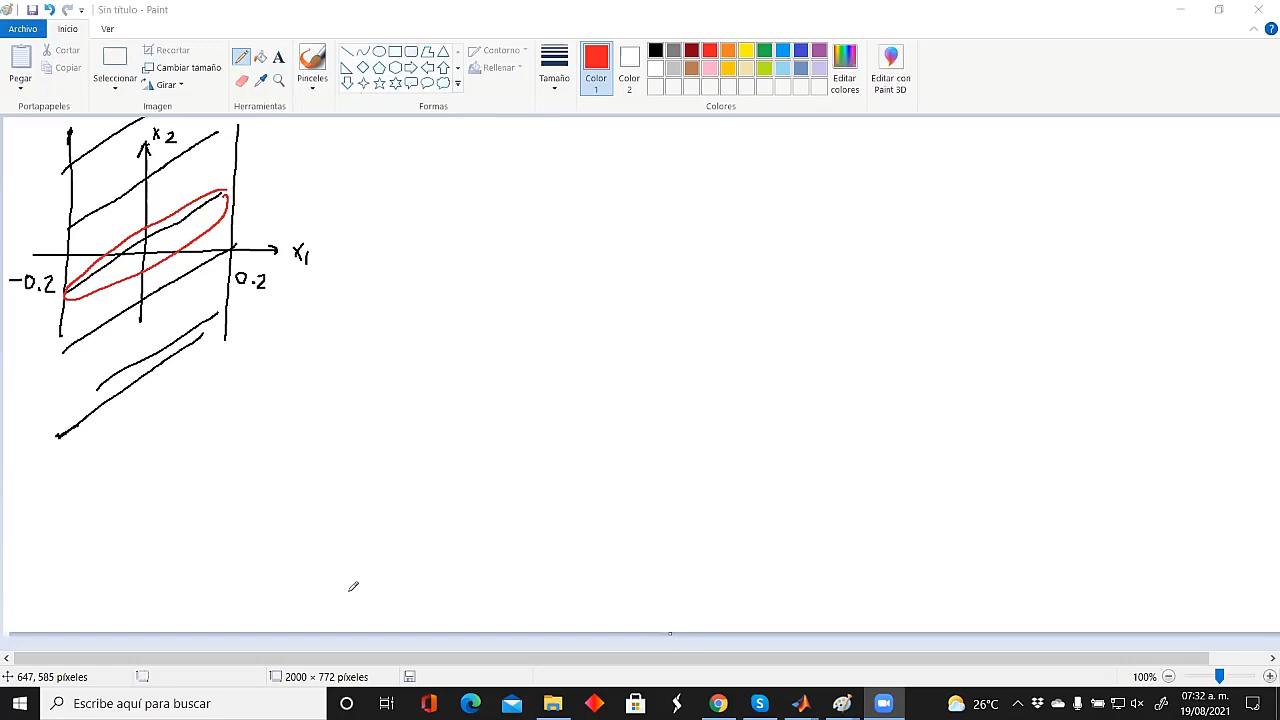 Sin título - Paint
Archivo
Inicio
Ver
Pegar
Cortar
Copiar
Portapapeles
Seleccionar
Recortar
Cambiar tamaño
Girar
Imagen
A
Herramientas
Pinceles
Contorno
Rellenar
Formas
Tamaño
Color
1
Color
2
Editar
colores
Colores
Editar con
Paint 3D
x2
x1
-0.2
0.2
647, 585 píxeles
2000 × 772 píxeles
100%
Escribe aquí para buscar
26°C
07:32 a. m.
19/08/2021